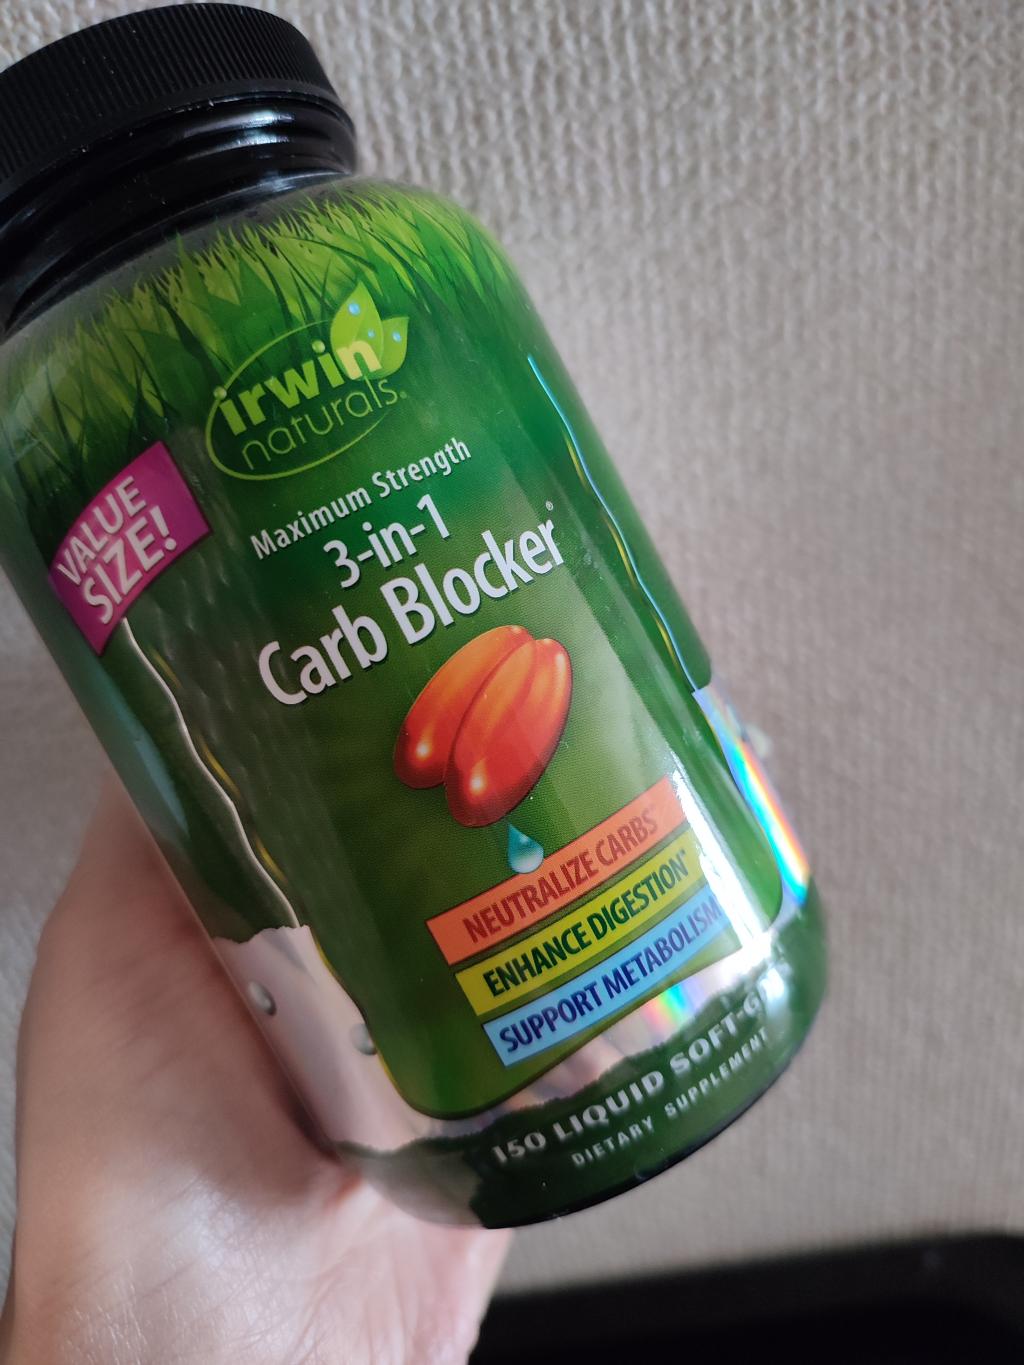 irwin
naturals®
VALUE
SIZE!
Maximum Strength
3-in-1
Carb Blocker®
NEUTRALIZE CARBS*
ENHANCE DIGESTION*
SUPPORT METABOLISM
150 LIQUID
DIETARY SUPPLEMENT